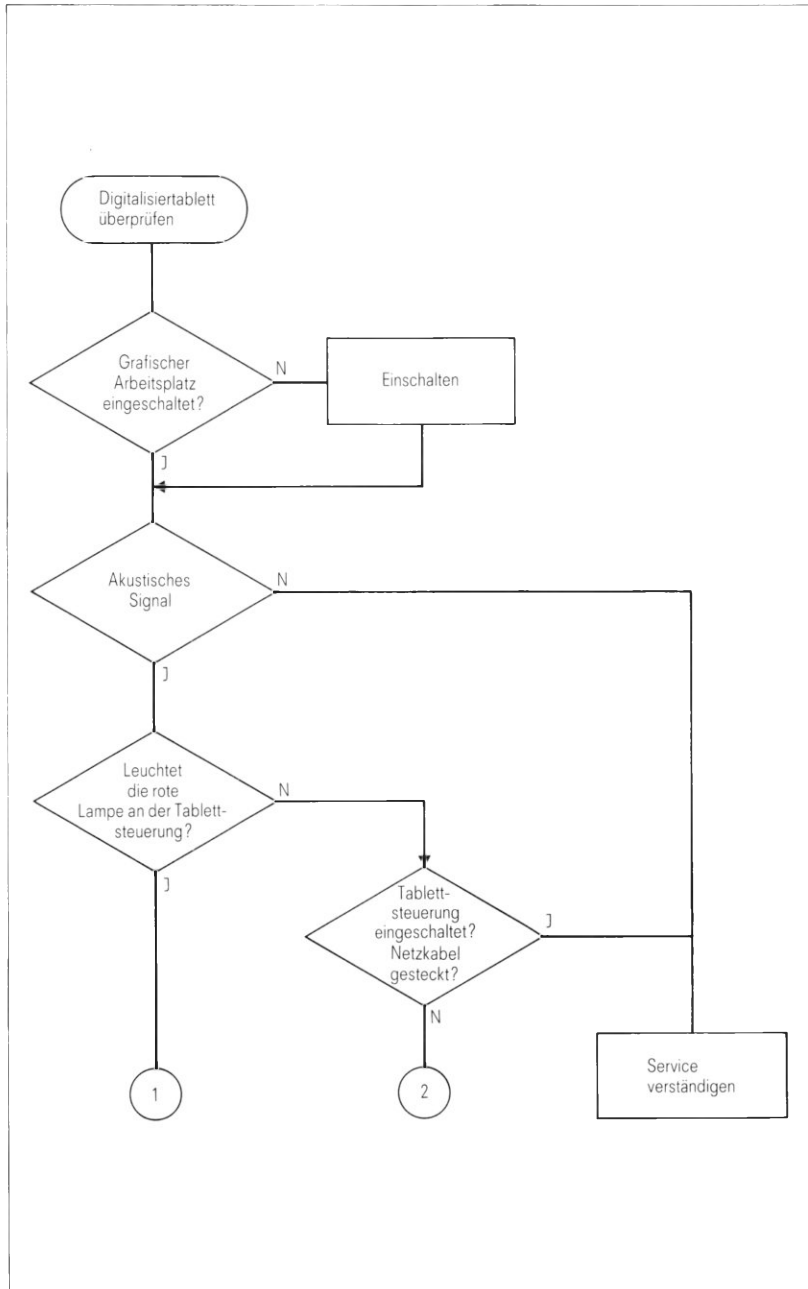 Digitalisiertablett
überprüfen
Grafischer
Arbeitsplatz
eingeschaltet?
N
Einschalten
J
Akustisches
Signal
N
J
Leuchtet
die rote
Lampe an der Tablett-
steuerung?
N
J
Tablett-
steuerung
eingeschaltet?
Netzkabel
gesteckt?
J
N
Service
verständigen
1
2